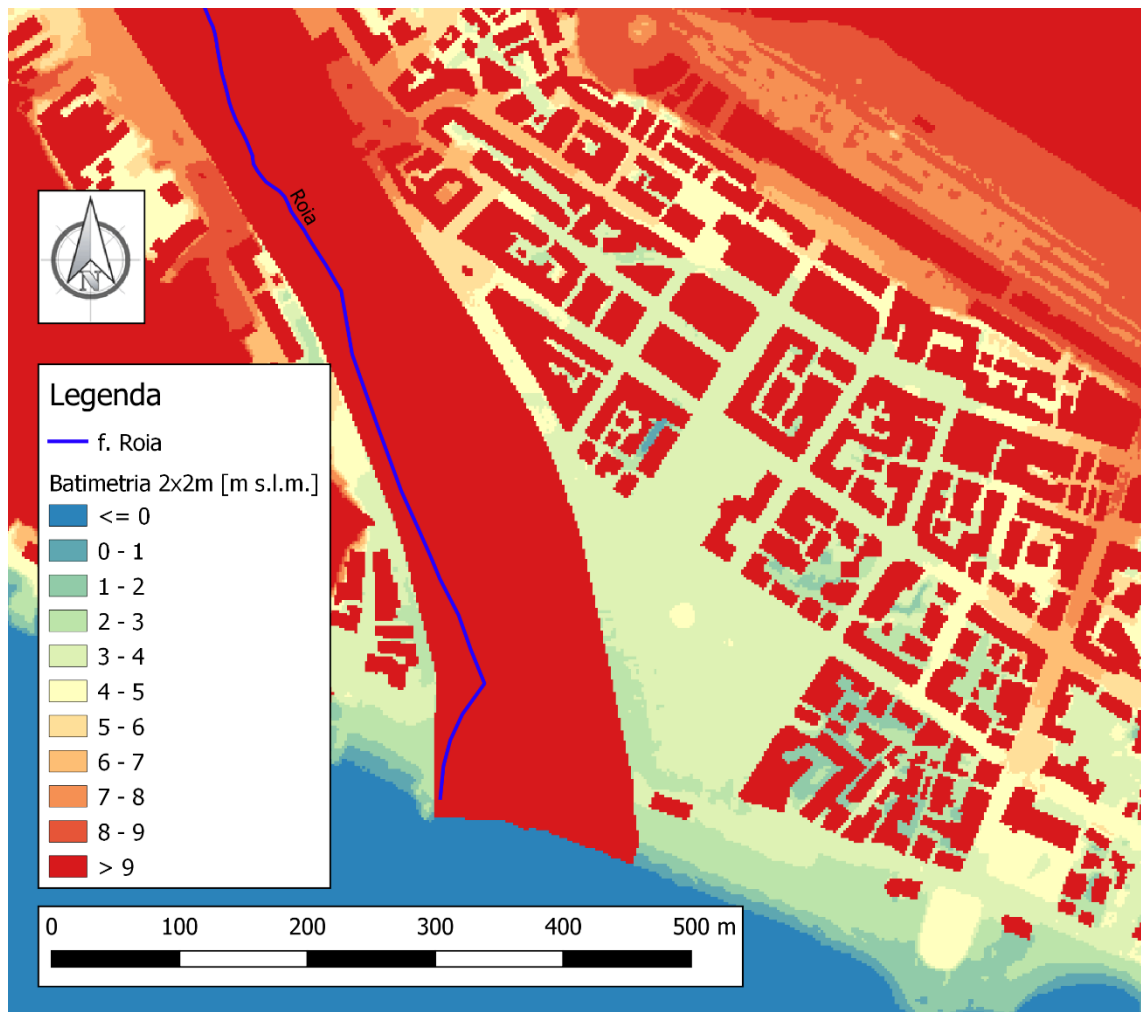 Roia
N
Legenda
f. Roia
Batimetria 2x2m [m s.l.m.]
<= 0
0 - 1
1 - 2
2 - 3
3 - 4
4 - 5
5 - 6
6 - 7
7 - 8
8 - 9
> 9
0 100 200 300 400 500 m